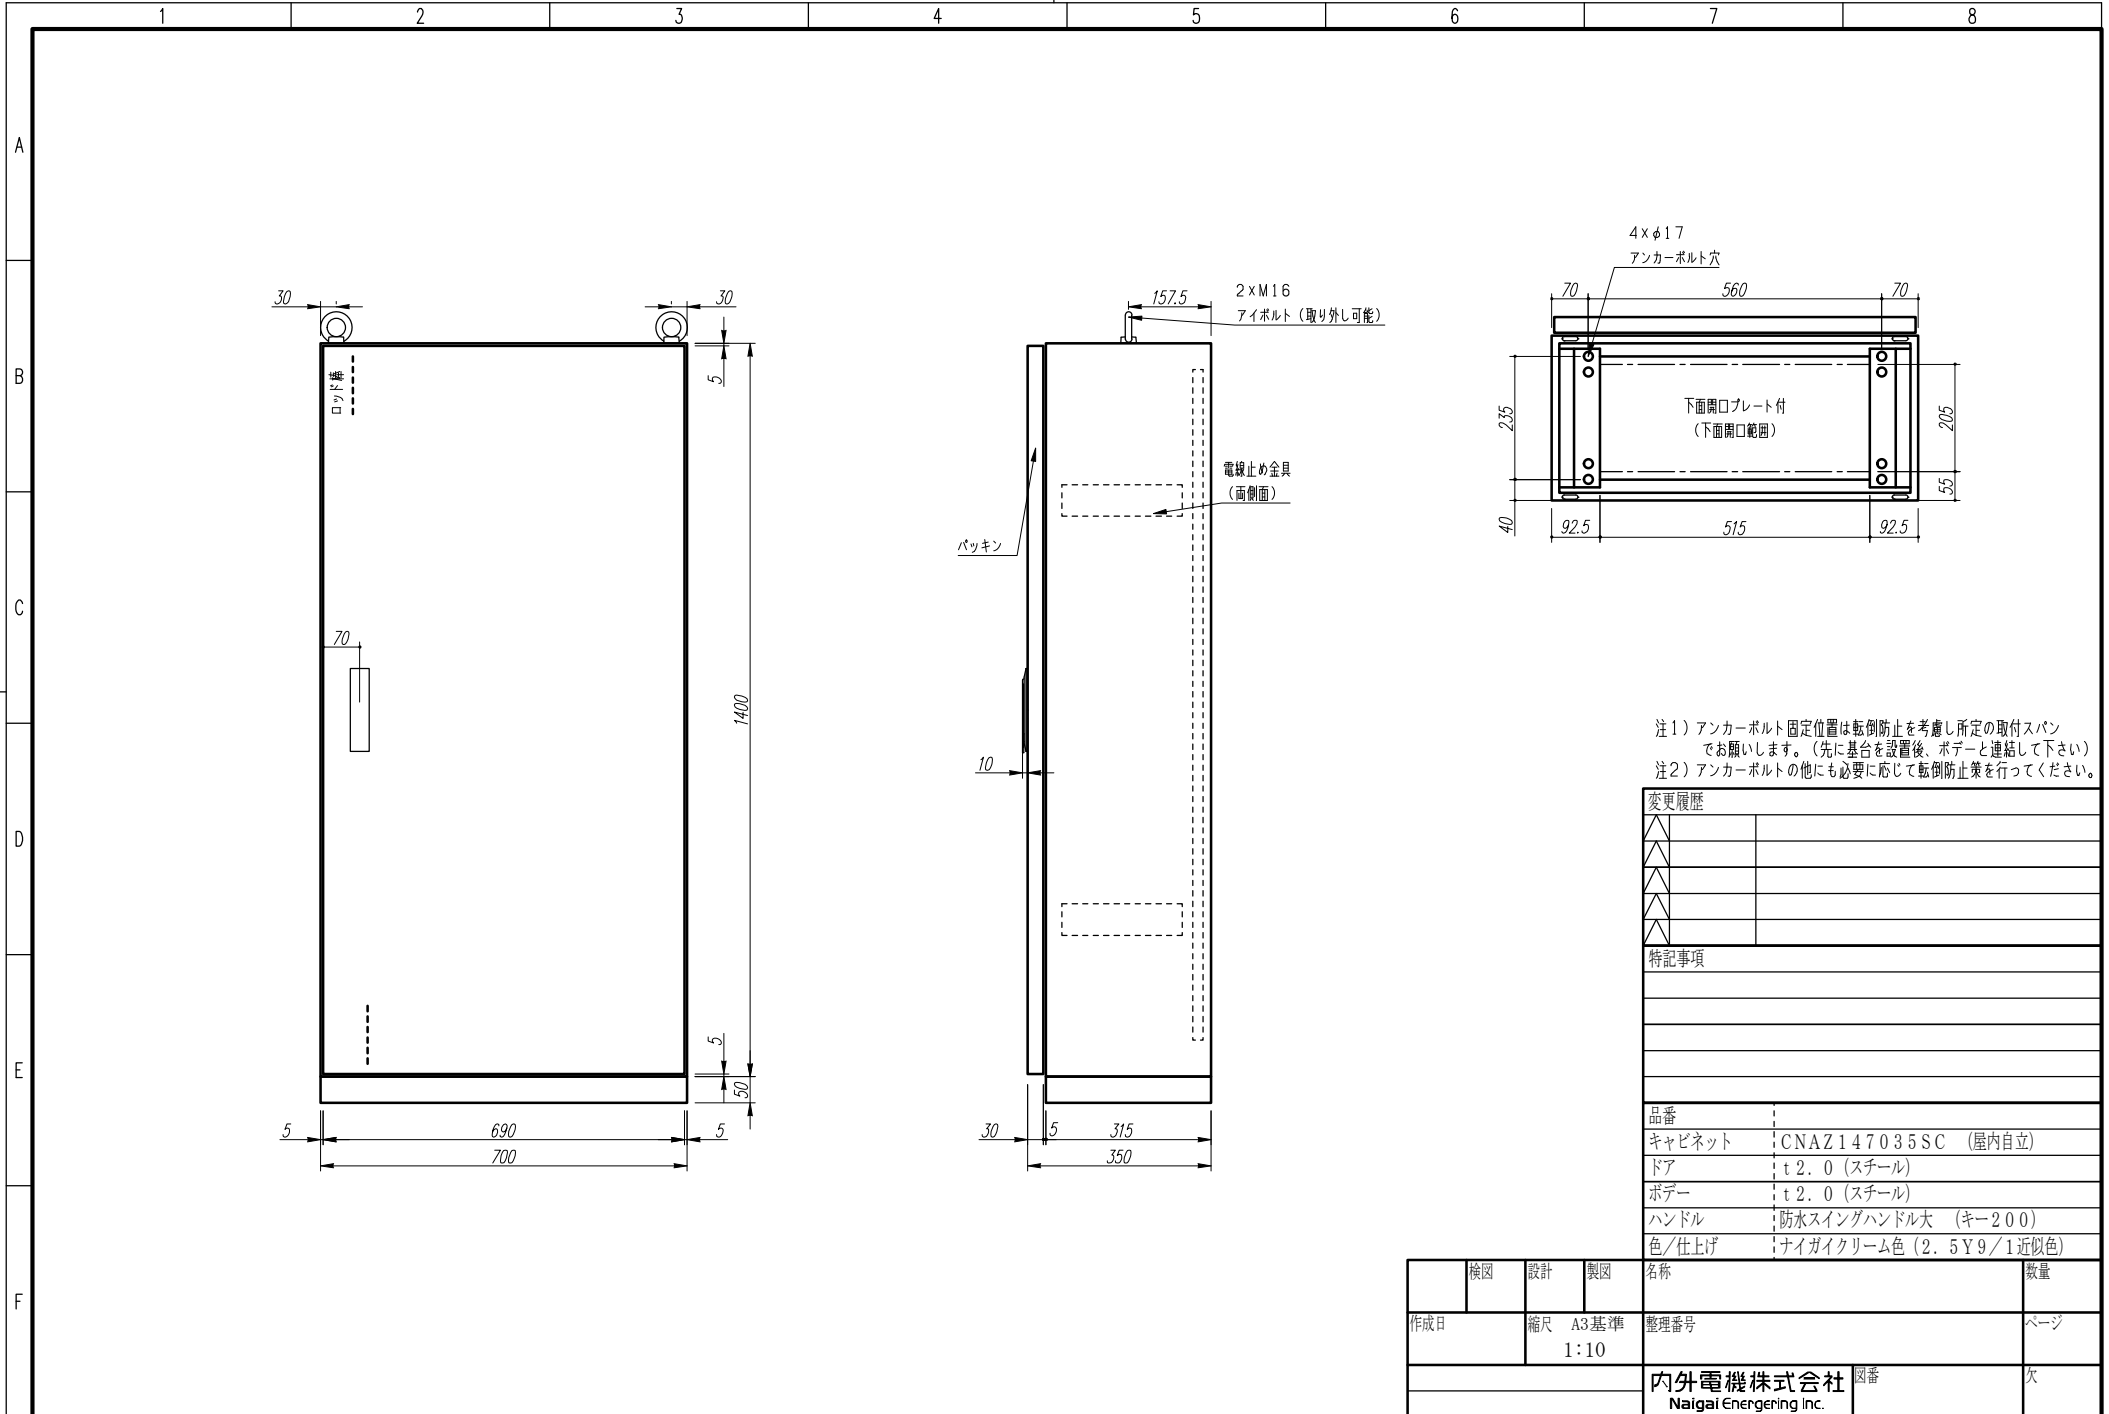 1 2 3 4 5 6 7 8
A
B
C
D
E
F
30
30
5
ロッド棒
70
1400
5
50
5
690
5
700
157.5
2×M16
アイボルト（取り外し可能）
電線止め金具
（両側面）
パッキン
10
30
5
315
350
4×φ17
アンカーボルト穴
70
560
70
235
下面開口プレート付
（下面開口範囲）
205
55
40
92.5
515
92.5
注1）アンカーボルト固定位置は転倒防止を考慮し所定の取付スパン
でお願いします。（先に基台を設置後、ボデーと連結して下さい）
注2）アンカーボルトの他にも必要に応じて転倒防止策を行ってください。
変更履歴
特記事項
品番
キャビネット CNAZ147035SC （屋内自立）
ドア t2.0（スチール）
ボデー t2.0（スチール）
ハンドル 防水スイングハンドル大 （キー200）
色／仕上げ ナイガイクリーム色（2.5Y9／1近似色）
検図 設計 製図 名称 数量
作成日 縮尺 A3基準 整理番号 ページ
1:10
内外電機株式会社 図番 欠
Naigai Energering Inc.